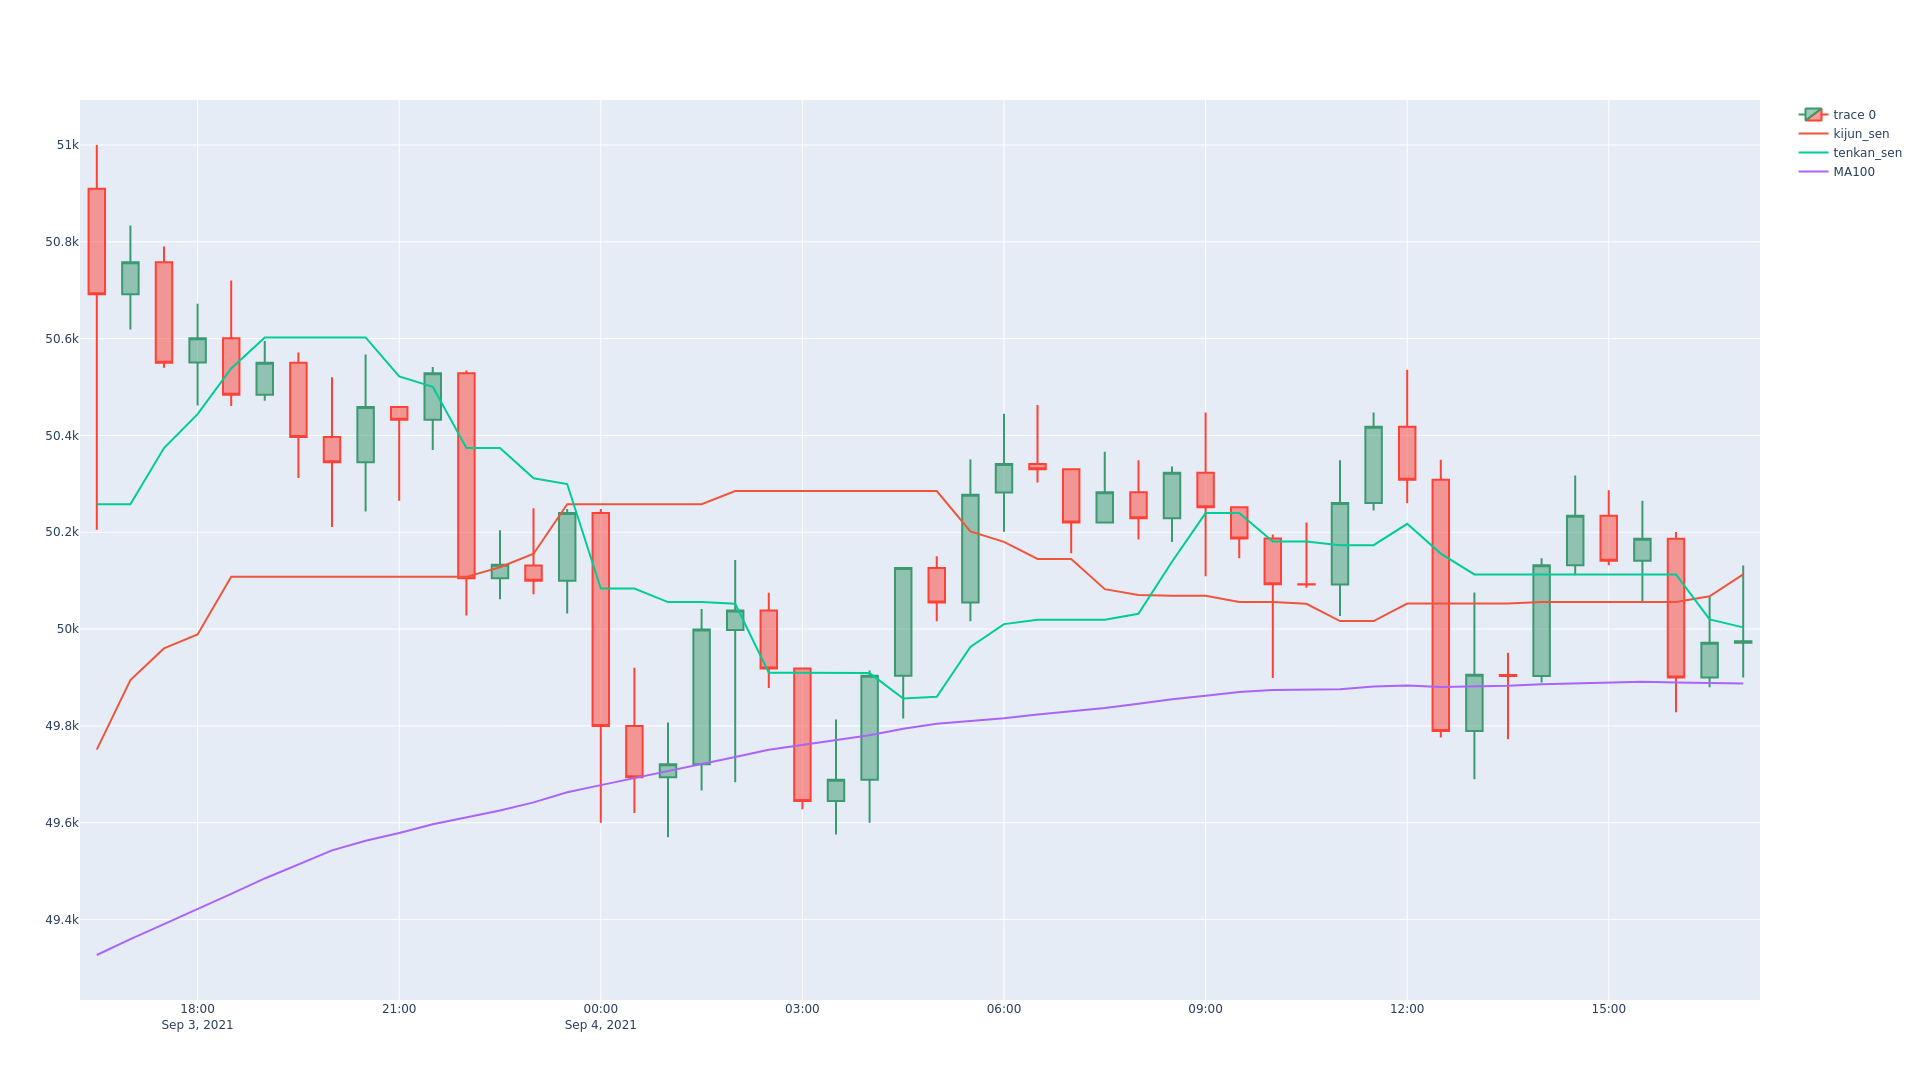 trace 0
kijun_sen
tenkan_sen
MA100
51k
50.8k
50.6k
50.4k
50.2k
50k
49.8k
49.6k
49.4k
18:00 21:00 00:00 03:00 06:00 09:00 12:00 15:00
Sep 3, 2021 Sep 4, 2021